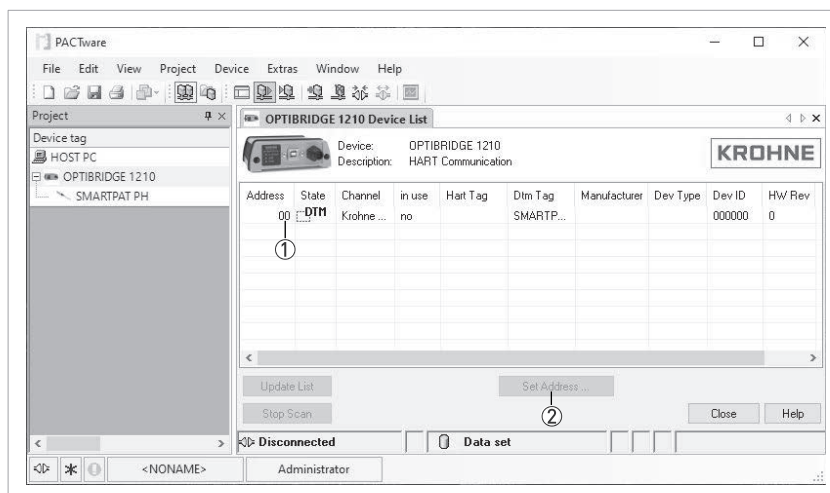 PACTware
File Edit View Project Device Extras Window Help
Project
OPTIBRIDGE 1210 Device List
Device tag
HOST PC
OPTIBRIDGE 1210
SMARTPAT PH
Device: OPTIBRIDGE 1210
Description: HART Communication
KROHNE
Address State Channel in use Hart Tag Dtm Tag Manufacturer Dev Type Dev ID HW Rev
00 DTM Krohne ... no SMARTP... 000000 0
1
Update List Set Address ...
Stop Scan 2 Close Help
Disconnected Data set
<NONAME> Administrator